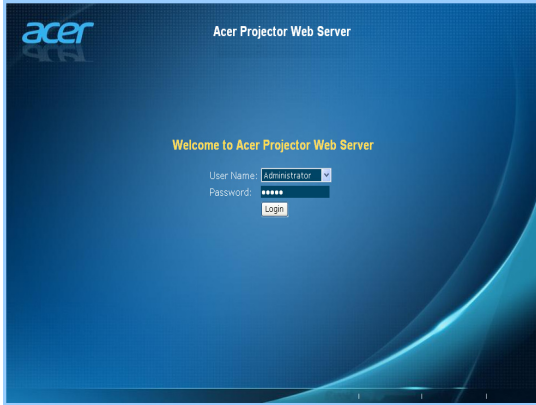 acer
Acer Projector Web Server
Welcome to Acer Projector Web Server
User Name: Administrator
Password: •••••
Login